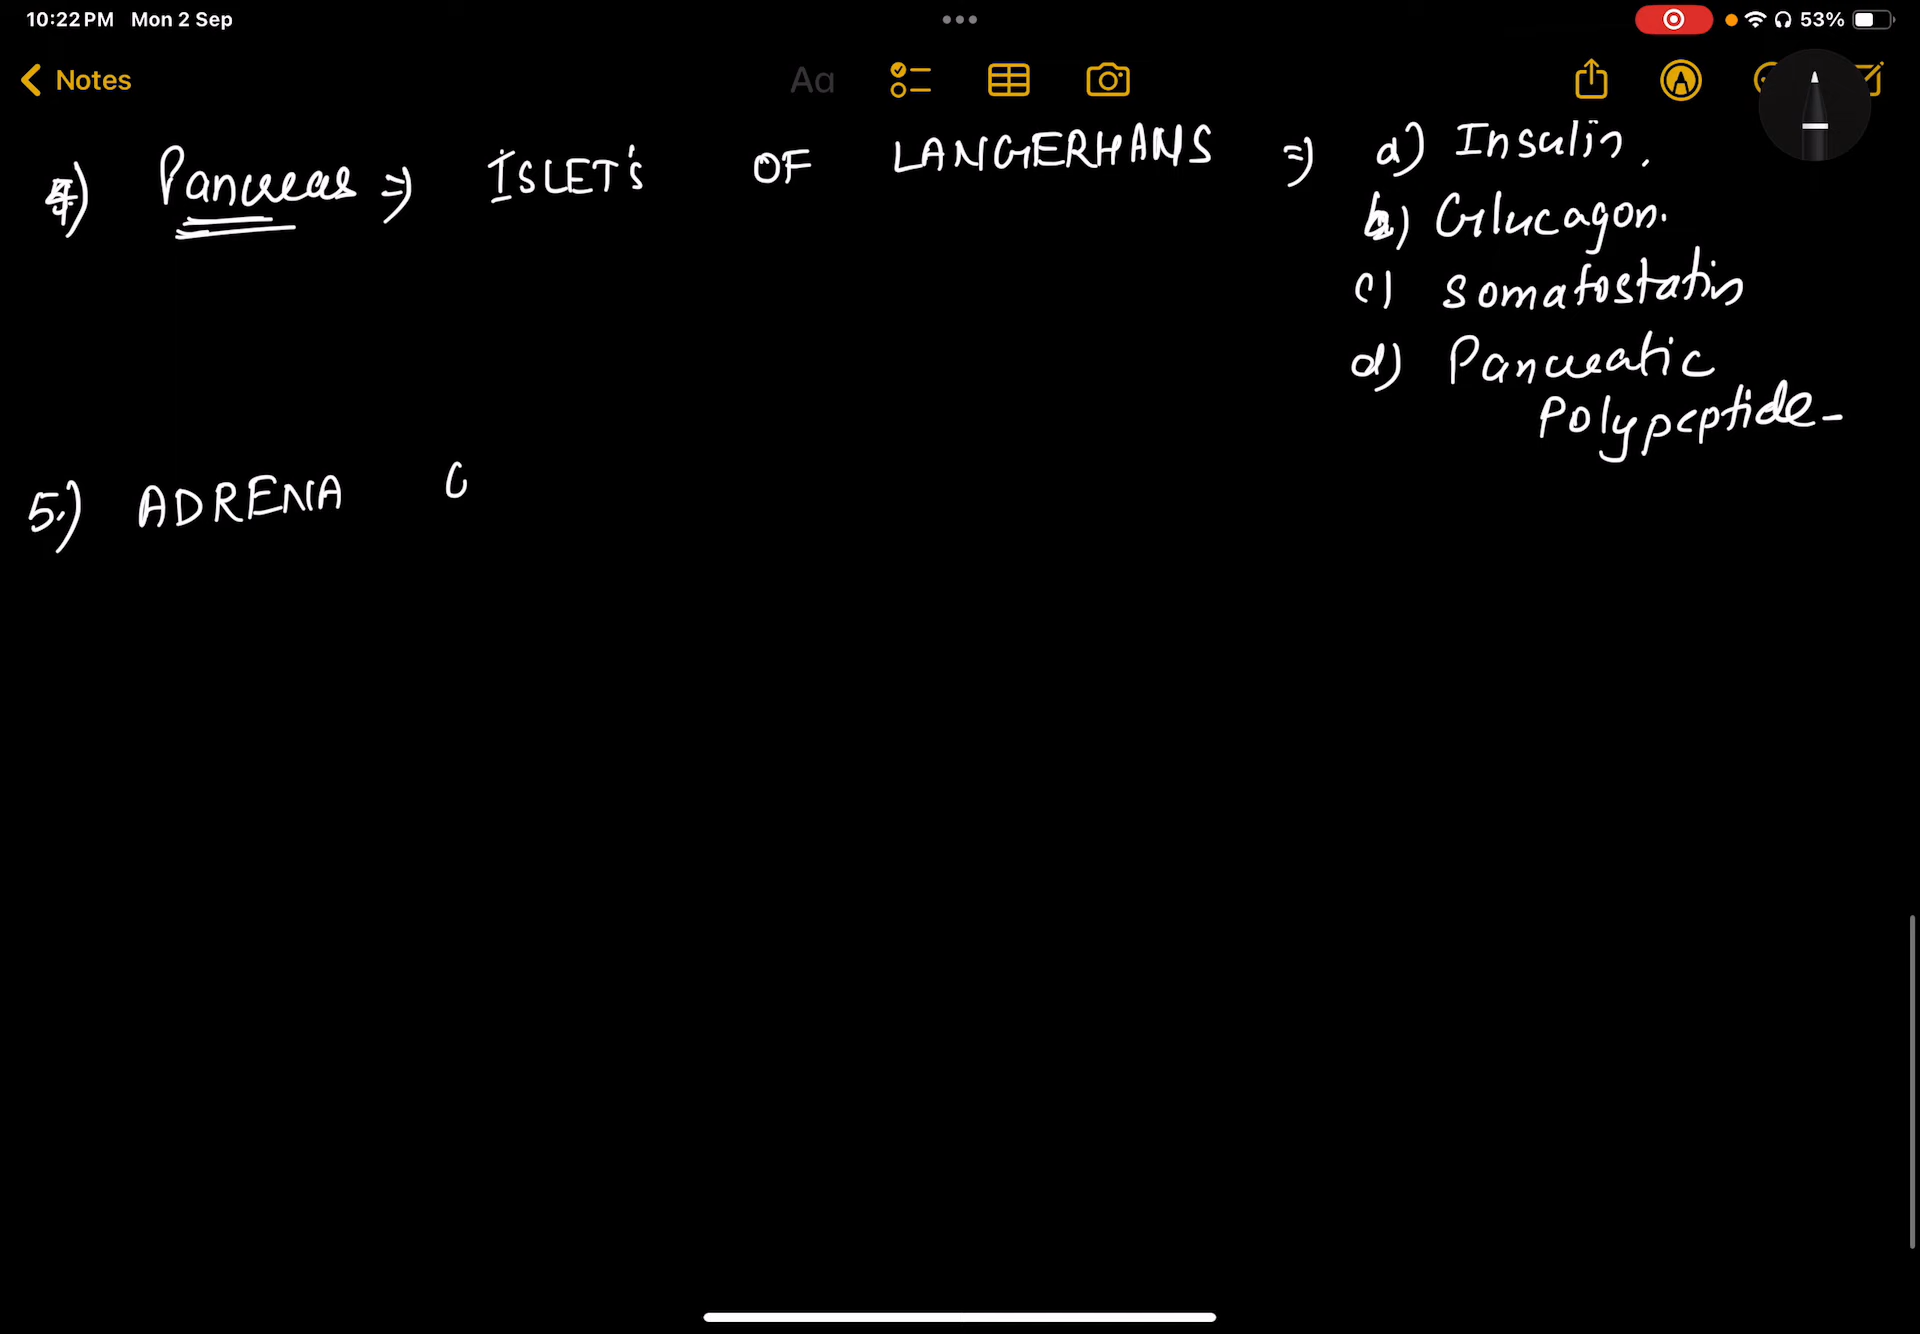 10:22 PM Mon 2 Sep 53%
Notes Aa
4) Pancreas => ISLET'S OF LANGERHANS => a) Insulin.
b) Glucagon.
c) Somatostatin
d) Pancreatic
Polypeptide-
5.) ADRENA C